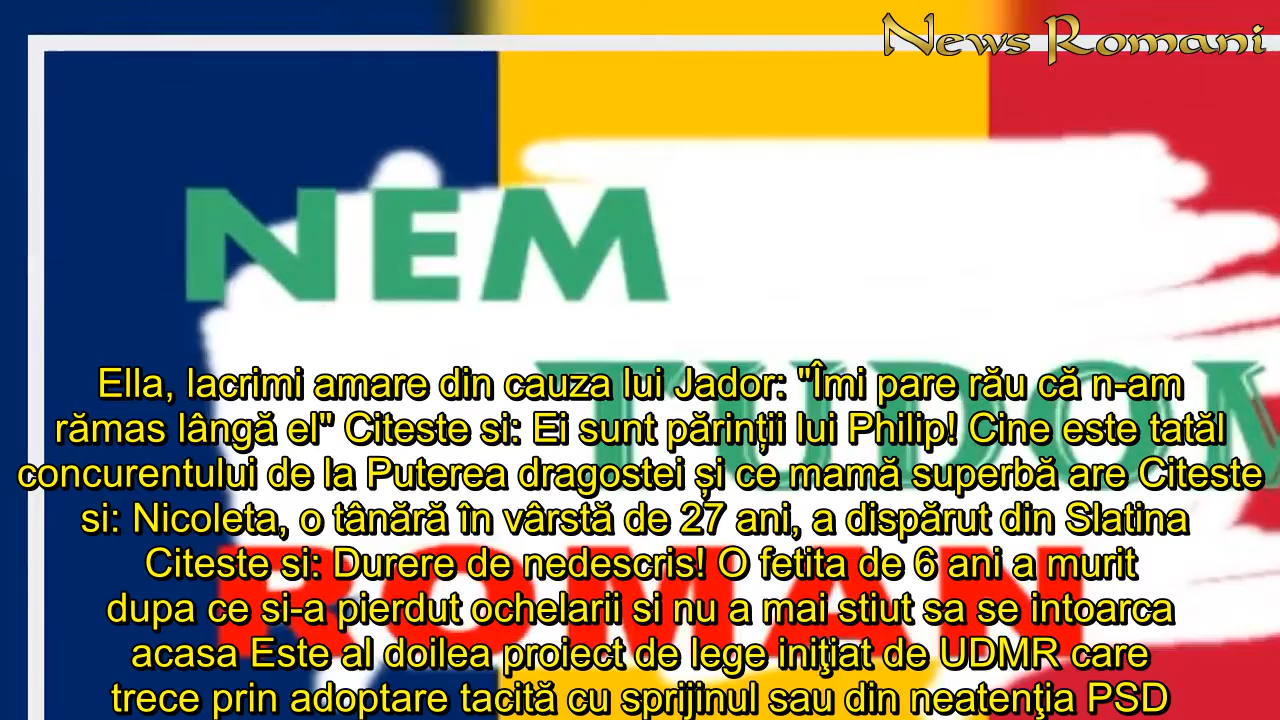 News Romani
NEM
TUDOM
ROMAN
Ella, lacrimi amare din cauza lui Jador: "Îmi pare rău că n-am
rămas lângă el" Citeste si: Ei sunt părinții lui Philip! Cine este tatăl
concurentului de la Puterea dragostei și ce mamă superbă are Citeste
si: Nicoleta, o tânără în vârstă de 27 ani, a dispărut din Slatina
Citeste si: Durere de nedescris! O fetita de 6 ani a murit
dupa ce si-a pierdut ochelarii si nu a mai stiut sa se intoarca
acasa Este al doilea proiect de lege iniţiat de UDMR care
trece prin adoptare tacită cu sprijinul sau din neatenţia PSD